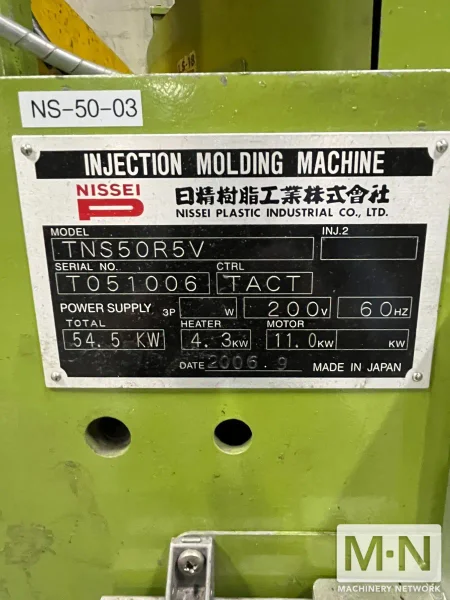 NS-50-03
INJECTION MOLDING MACHINE
NISSEI
日精樹脂工業株式會社
NISSEI PLASTIC INDUSTRIAL CO., LTD.
MODEL INJ.2
TNS50R5V
SERIAL NO. CTRL
T051006 TACT
POWER SUPPLY 3P W 200V 60HZ
TOTAL HEATER MOTOR
54.5 KW 4.3KW 11.0KW KW
DATE 2006.9 MADE IN JAPAN
M·N
MACHINERY NETWORK